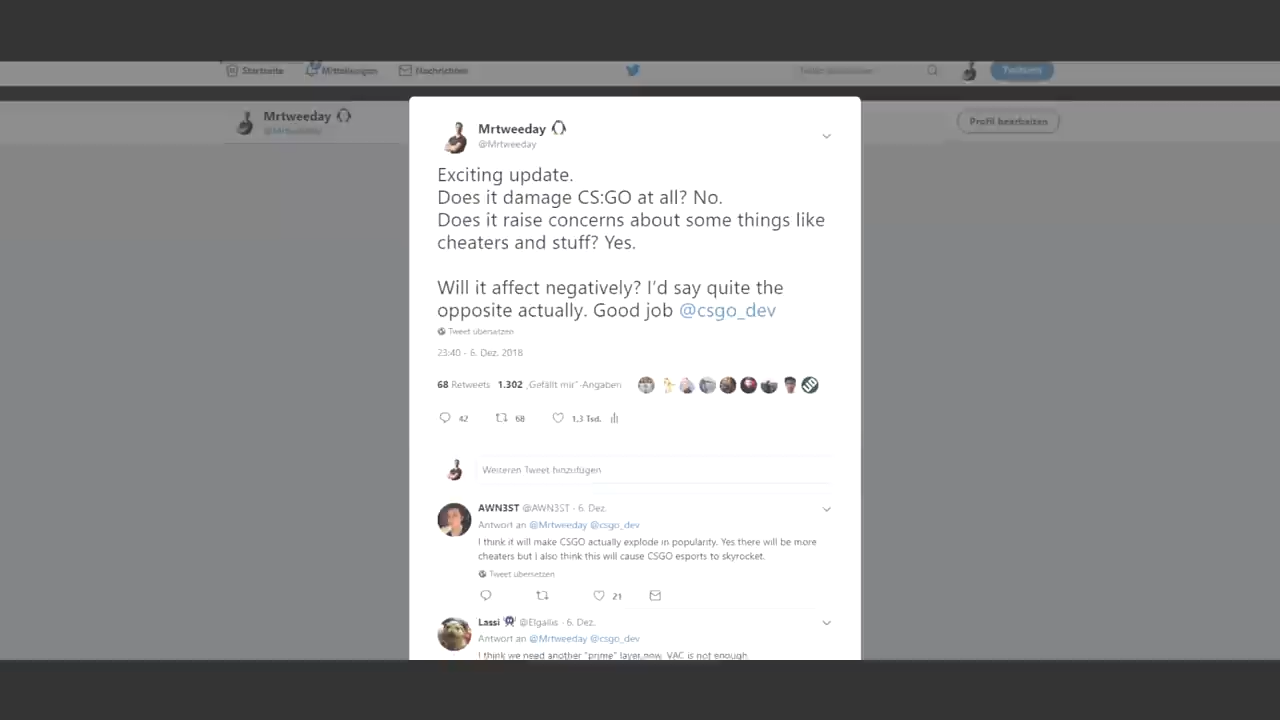 Startseite Mitteilungen Nachrichten
Mrtweeday
Profil bearbeiten
Mrtweeday
@Mrtweeday
Exciting update.
Does it damage CS:GO at all? No.
Does it raise concerns about some things like
cheaters and stuff? Yes.
Will it affect negatively? I'd say quite the
opposite actually. Good job @csgo_dev
Tweet übersetzen
23:40 - 6. Dez. 2018
68 Retweets 1.302 „Gefällt mir"-Angaben
42 68 1.3 Tsd.
Weiteren Tweet hinzufügen
AWN3ST @AWN3ST · 6. Dez.
Antwort an @Mrtweeday @csgo_dev
I think it will make CSGO actually explode in popularity. Yes there will be more
cheaters but i also think this will cause CSGO esports to skyrocket.
Tweet übersetzen
21
Lassi · 6. Dez.
Antwort an @Mrtweeday @csgo_dev
I think we need another "prime" layer now. VAC is not enough.